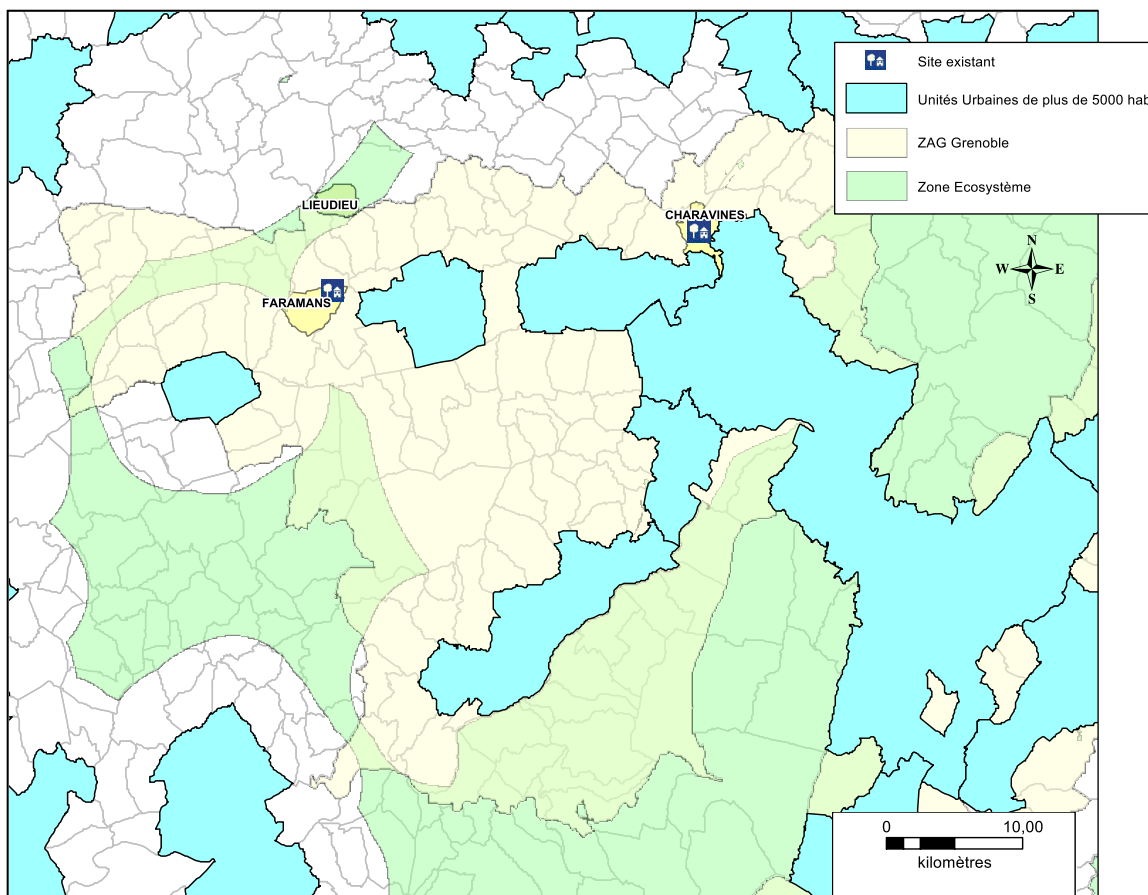 Site existant
Unités Urbaines de plus de 5000 hab
ZAG Grenoble
Zone Ecosystème
LIEUDIEU
CHARAVINES
FARAMANS
N
W E
S
0 10,00
kilomètres